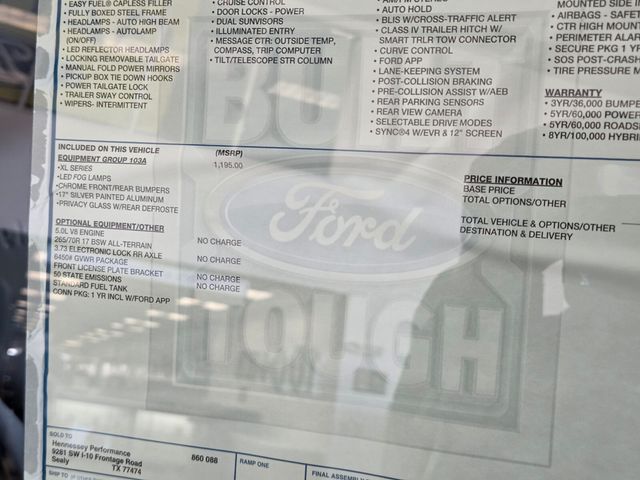 • EASY FUEL® CAPLESS FILLER
• FULLY BOXED STEEL FRAME
• HEADLAMPS - AUTO HIGH BEAM
• HEADLAMPS - AUTOLAMP
(ON/OFF)
• LED REFLECTOR HEADLAMPS
• LOCKING REMOVABLE TAILGATE
• MANUAL FOLD POWER MIRRORS
• PICKUP BOX TIE DOWN HOOKS
• POWER TAILGATE LOCK
• TRAILER SWAY CONTROL
• WIPERS- INTERMITTENT
• CRUISE CONTROL
• DOOR LOCKS - POWER
• DUAL SUNVISORS
• ILLUMINATED ENTRY
• MESSAGE CTR: OUTSIDE TEMP,
COMPASS, TRIP COMPUTER
• TILT/TELESCOPE STR COLUMN
• AUTO HOLD
• BLIS W/CROSS-TRAFFIC ALERT
• CLASS IV TRAILER HITCH W/
SMART TRLR TOW CONNECTOR
• CURVE CONTROL
• FORD APP
• LANE-KEEPING SYSTEM
• POST-COLLISION BRAKING
• PRE-COLLISION ASSIST W/AEB
• REAR PARKING SENSORS
• REAR VIEW CAMERA
• SELECTABLE DRIVE MODES
• SYNC®4 W/EVR & 12" SCREEN
MOUNTED SIDE
• AIRBAGS - SAFE
• CTR HIGH MOUN
• PERIMETER ALAR
• SECURE PKG 1 Y
• SOS POST-CRASH
• TIRE PRESSURE M
WARRANTY
• 3YR/36,000 BUMPE
• 5YR/60,000 POWER
• 5YR/60,000 ROADS
• 8YR/100,000 HYBRI
BUILT
Ford
TOUGH
INCLUDED ON THIS VEHICLE
(MSRP)
EQUIPMENT GROUP 103A
1,195.00
•XL SERIES
•LED FOG LAMPS
•CHROME FRONT/REAR BUMPERS
•17" SILVER PAINTED ALUMINUM
•PRIVACY GLASS W/REAR DEFROSTE
OPTIONAL EQUIPMENT/OTHER
5.0L V8 ENGINE NO CHARGE
265/70R 17 BSW ALL-TERRAIN
3.73 ELECTRONIC LOCK RR AXLE NO CHARGE
6450# GVWR PACKAGE
FRONT LICENSE PLATE BRACKET NO CHARGE
50 STATE EMISSIONS NO CHARGE
STANDARD FUEL TANK
CONN PKG: 1 YR INCL W/FORD APP
PRICE INFORMATION
BASE PRICE
TOTAL OPTIONS/OTHER
TOTAL VEHICLE & OPTIONS/OTHER
DESTINATION & DELIVERY
SOLD TO
Hennessey Performance
9281 SW I-10 Frontage Road
Sealy
TX 77474
860 088
RAMP ONE
FINAL ASSEMBLY
SHIP TO